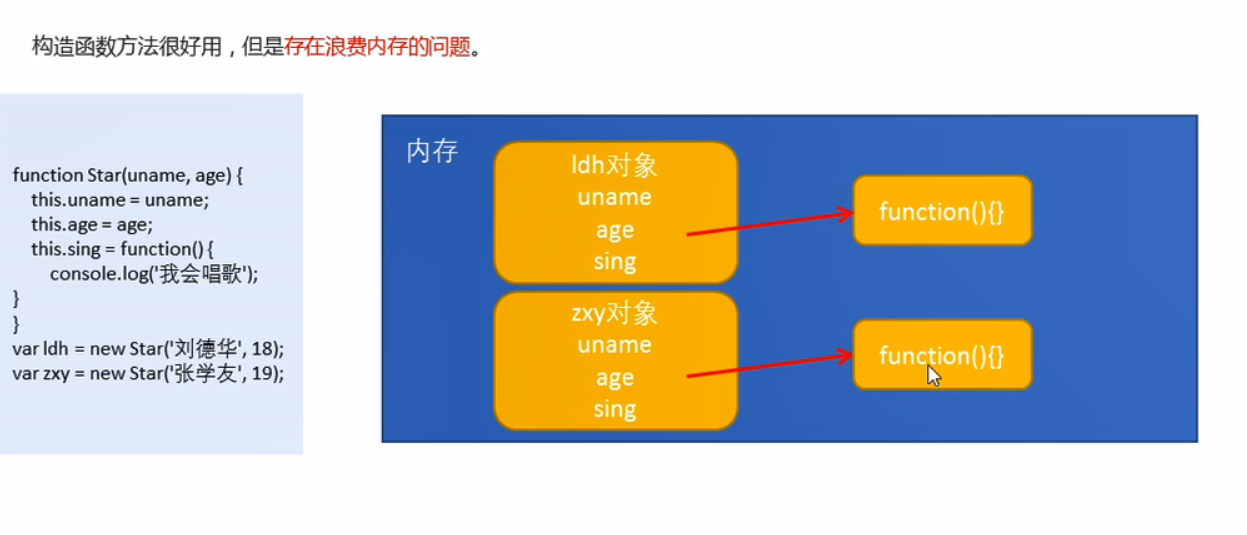 构造函数方法很好用，但是存在浪费内存的问题。
function Star(uname, age) {
this.uname = uname;
this.age = age;
this.sing = function() {
console.log('我会唱歌');
}
}
var ldh = new Star('刘德华', 18);
var zxy = new Star('张学友', 19);
内存
ldh对象
uname
age
sing
function(){}
zxy对象
uname
age
sing
function(){}